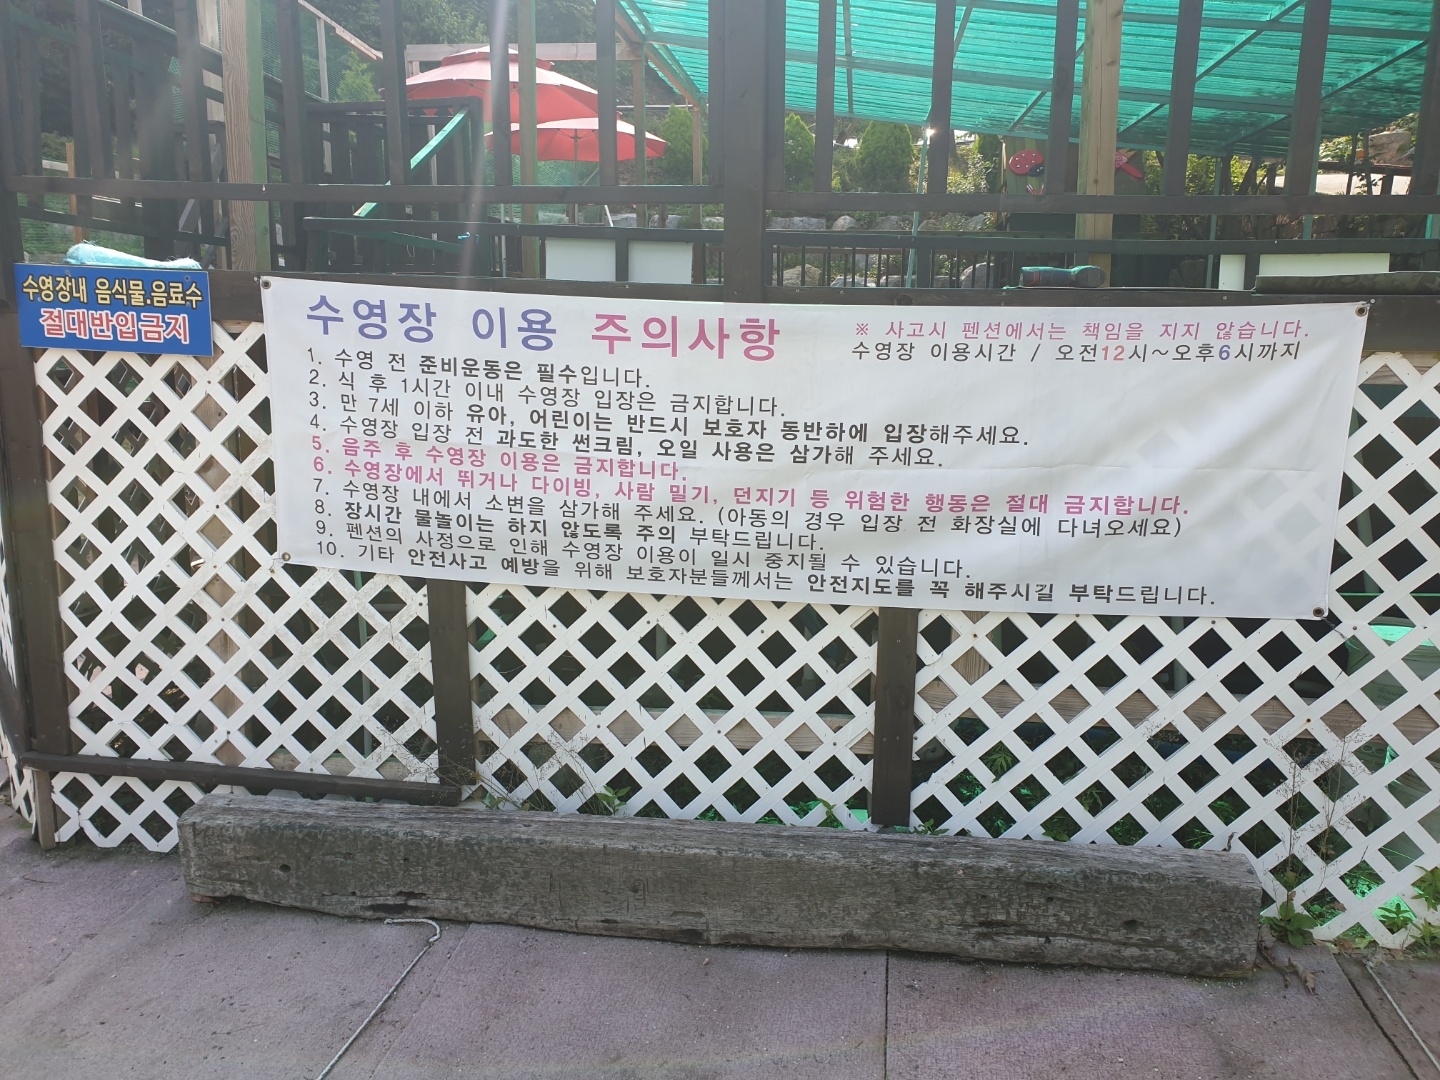 수영장내 음식물.음료수
절대반입금지
수영장 이용 주의사항
※ 사고시 펜션에서는 책임을 지지 않습니다.
수영장 이용시간 / 오전12시~오후6시까지
1. 수영 전 준비운동은 필수입니다.
2. 식 후 1시간 이내 수영장 입장은 금지합니다.
3. 만 7세 이하 유아, 어린이는 반드시 보호자 동반하에 입장해주세요.
4. 수영장 입장 전 과도한 썬크림, 오일 사용은 삼가해 주세요.
5. 음주 후 수영장 이용은 금지합니다.
6. 수영장에서 뛰거나 다이빙, 사람 밀기, 던지기 등 위험한 행동은 절대 금지합니다.
7. 수영장 내에서 소변을 삼가해 주세요. (아동의 경우 입장 전 화장실에 다녀오세요)
8. 장시간 물놀이는 하지 않도록 주의 부탁드립니다.
9. 펜션의 사정으로 인해 수영장 이용이 일시 중지될 수 있습니다.
10. 기타 안전사고 예방을 위해 보호자분들께서는 안전지도를 꼭 해주시길 부탁드립니다.